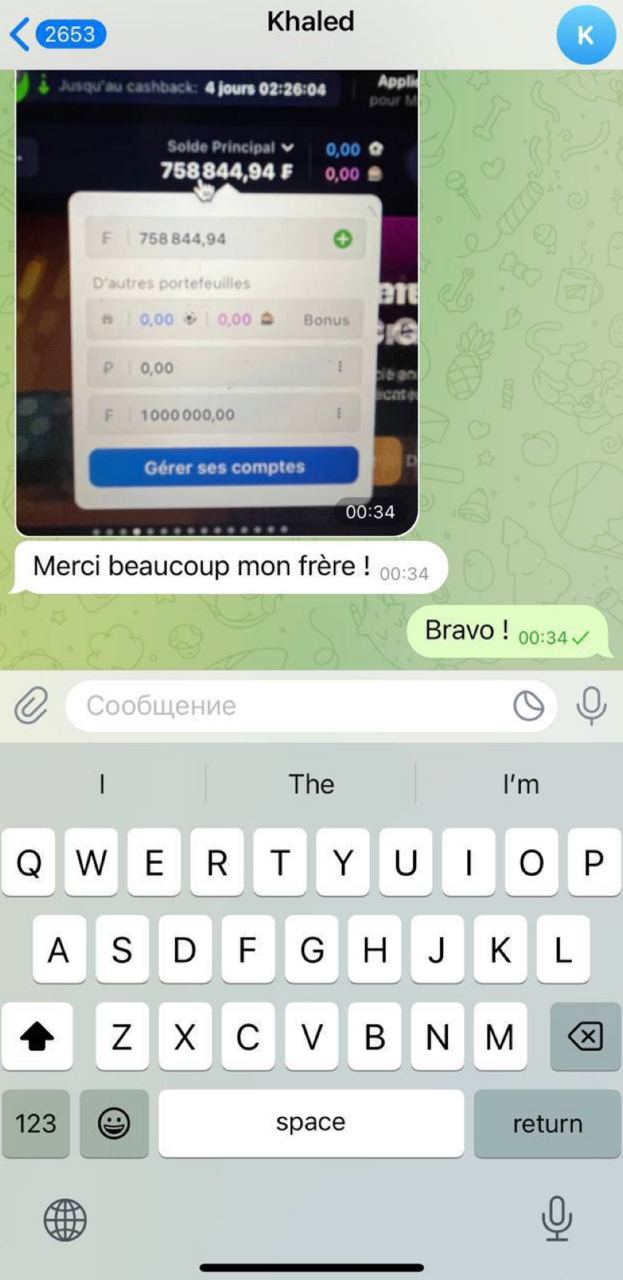 2653
Khaled
K
Jusqu'au cashback: 4 jours 02:26:04
Appli
pour M
Solde Principal
0,00
758 844,94 F
0,00
F 758 844,94
D'autres portefeuilles
0,00 0,00 Bonus
P 0,00
F 1 000 000,00
Gérer ses comptes
00:34
Merci beaucoup mon frère ! 00:34
Bravo ! 00:34
Сообщение
I The I'm
Q W E R T Y U I O P
A S D F G H J K L
Z X C V B N M
123 space return